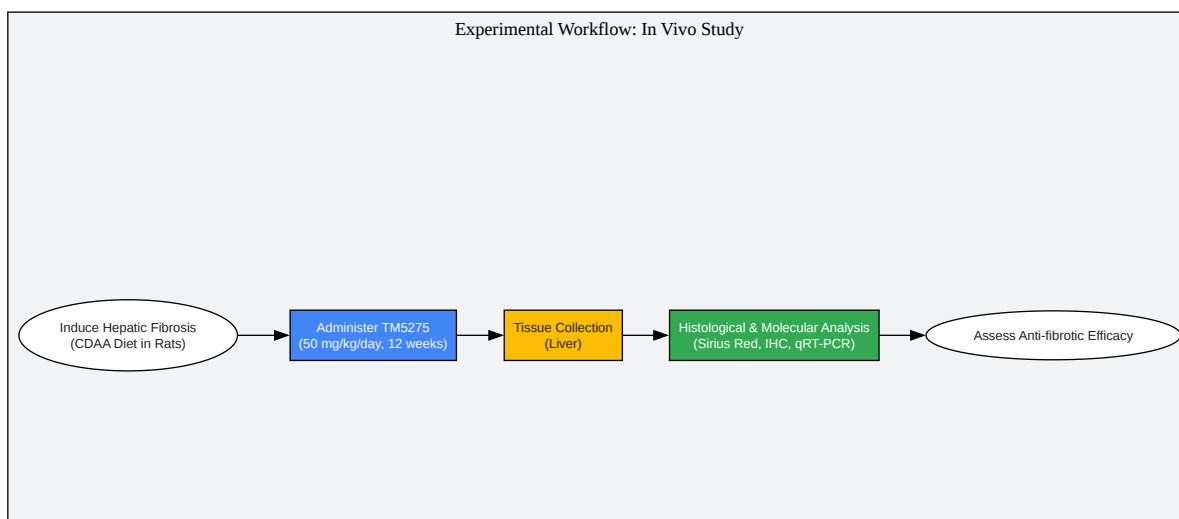 Experimental Workflow: In Vivo Study
Induce Hepatic Fibrosis
(CDAA Diet in Rats)
Administer TM5275
(50 mg/kg/day, 12 weeks)
Tissue Collection
(Liver)
Histological & Molecular Analysis
(Sirius Red, IHC, qRT-PCR)
Assess Anti-fibrotic Efficacy